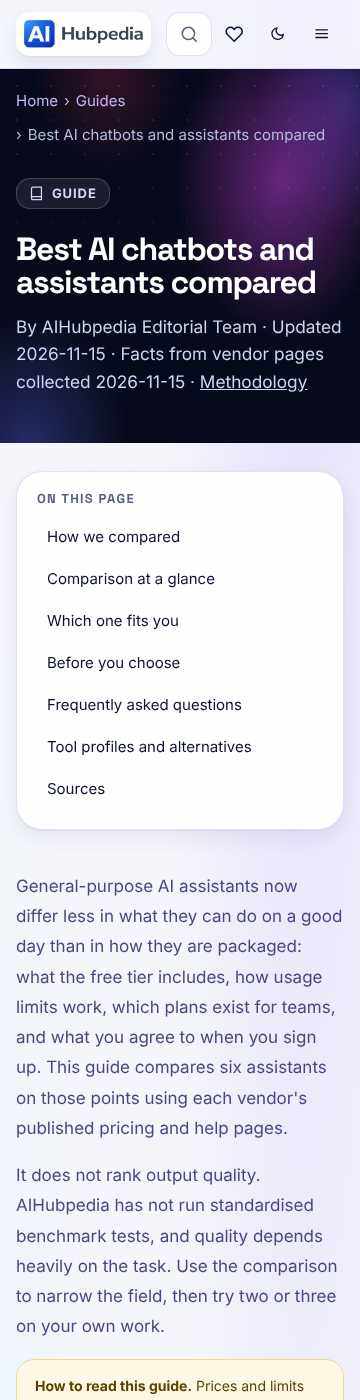 AI Hubpedia
Home › Guides
› Best AI chatbots and assistants compared
GUIDE
Best AI chatbots and
assistants compared
By AIHubpedia Editorial Team · Updated
2026-11-15 · Facts from vendor pages
collected 2026-11-15 · Methodology
ON THIS PAGE
How we compared
Comparison at a glance
Which one fits you
Before you choose
Frequently asked questions
Tool profiles and alternatives
Sources
General-purpose AI assistants now
differ less in what they can do on a good
day than in how they are packaged:
what the free tier includes, how usage
limits work, which plans exist for teams,
and what you agree to when you sign
up. This guide compares six assistants
on those points using each vendor's
published pricing and help pages.
It does not rank output quality.
AIHubpedia has not run standardised
benchmark tests, and quality depends
heavily on the task. Use the comparison
to narrow the field, then try two or three
on your own work.
How to read this guide. Prices and limits